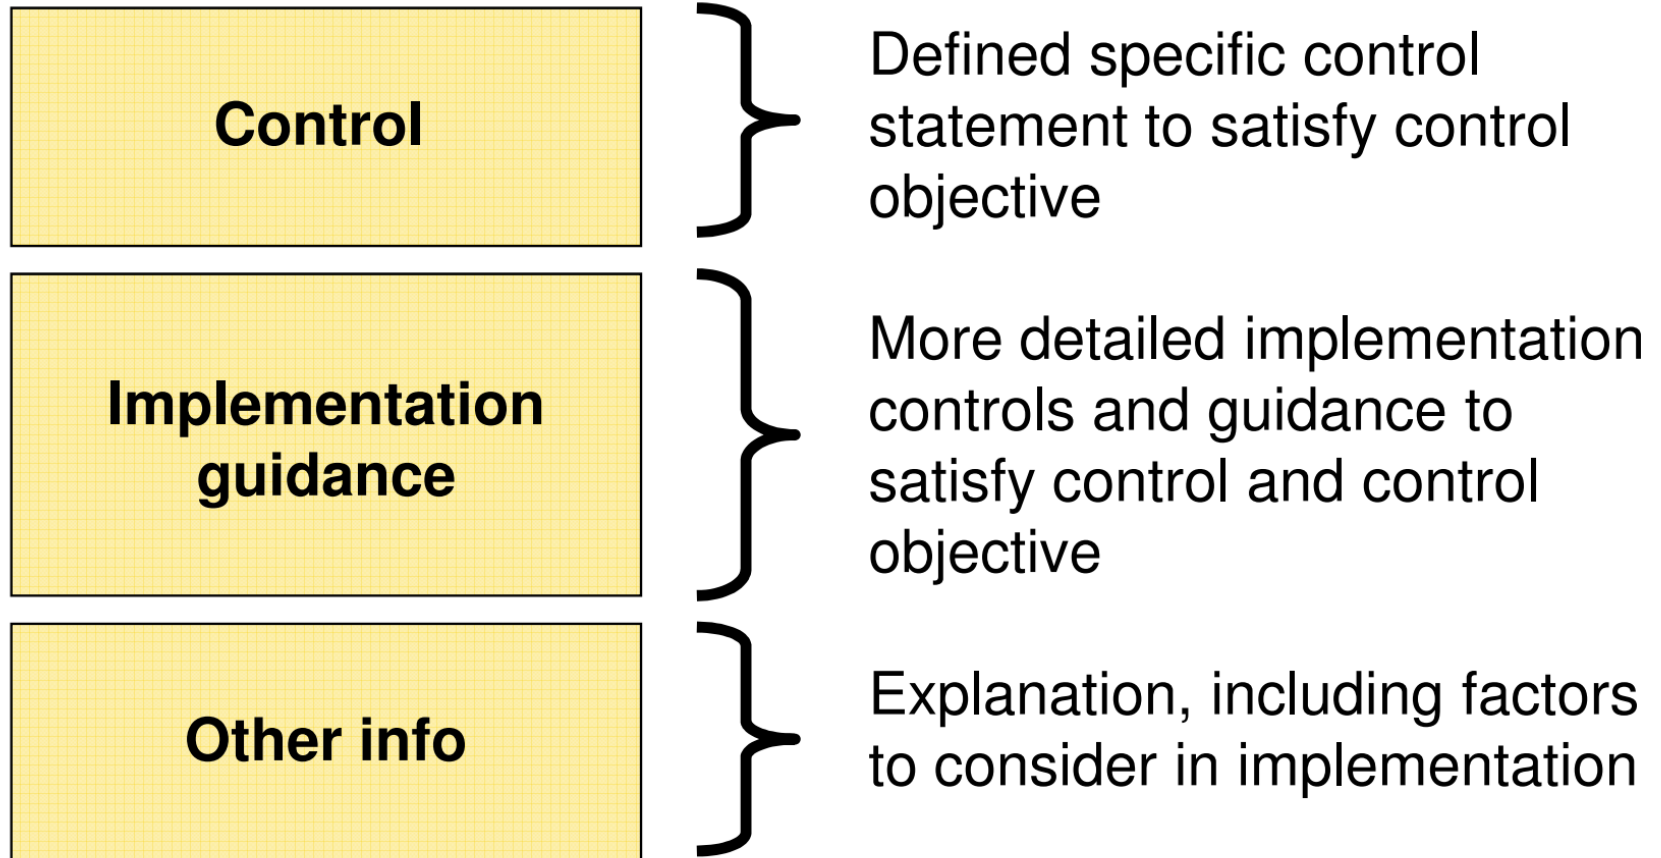 Control
Defined specific control
statement to satisfy control
objective
Implementation
guidance
More detailed implementation
controls and guidance to
satisfy control and control
objective
Other info
Explanation, including factors
to consider in implementation